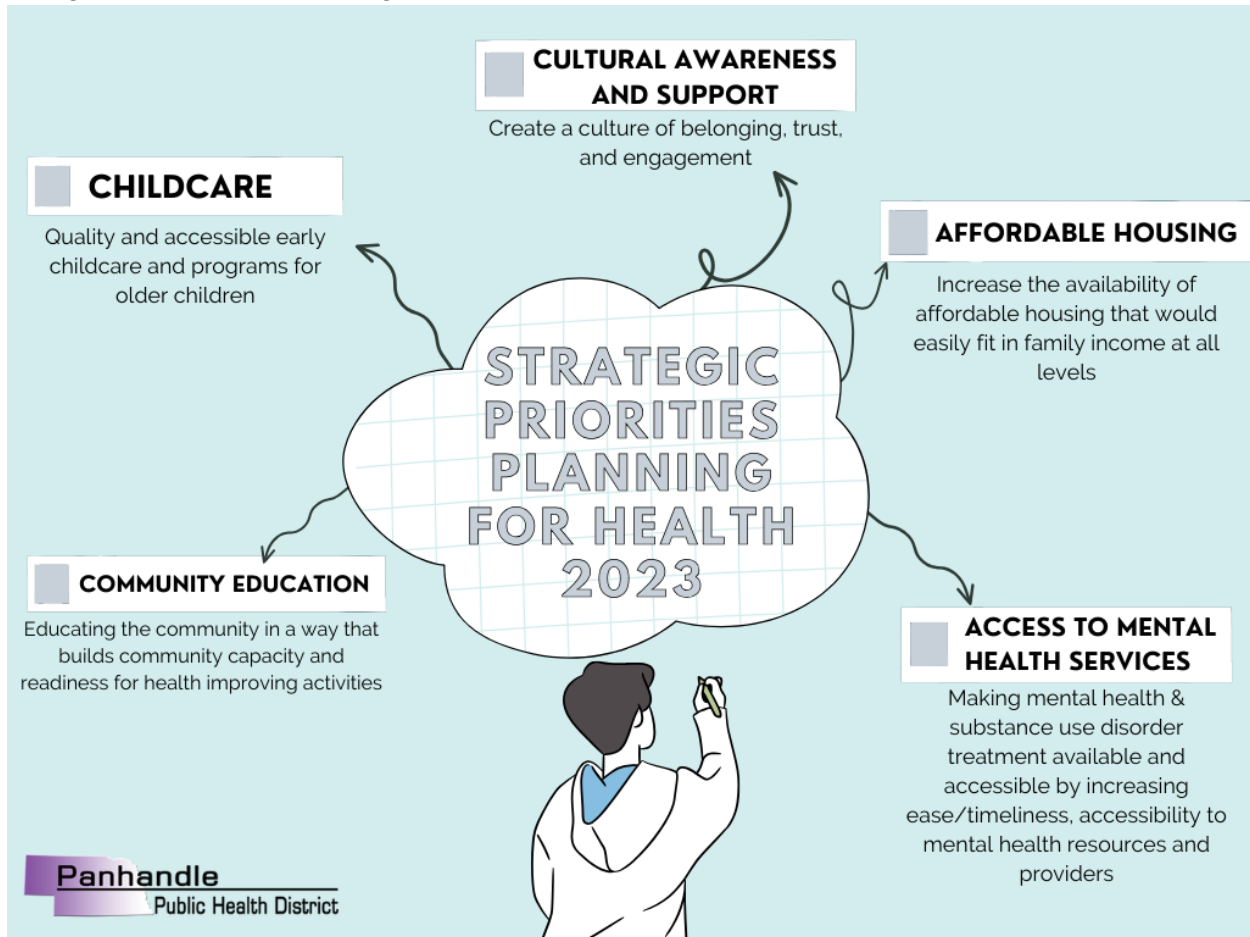 CULTURAL AWARENESS
AND SUPPORT
Create a culture of belonging, trust,
and engagement
CHILDCARE
Quality and accessible early
childcare and programs for
older children
AFFORDABLE HOUSING
Increase the availability of
affordable housing that would
easily fit in family income at all
levels
STRATEGIC
PRIORITIES
PLANNING
FOR HEALTH
2023
COMMUNITY EDUCATION
Educating the community in a way that
builds community capacity and
readiness for health improving activities
ACCESS TO MENTAL
HEALTH SERVICES
Making mental health &
substance use disorder
treatment available and
accessible by increasing
ease/timeliness, accessibility to
mental health resources and
providers
Panhandle
Public Health District